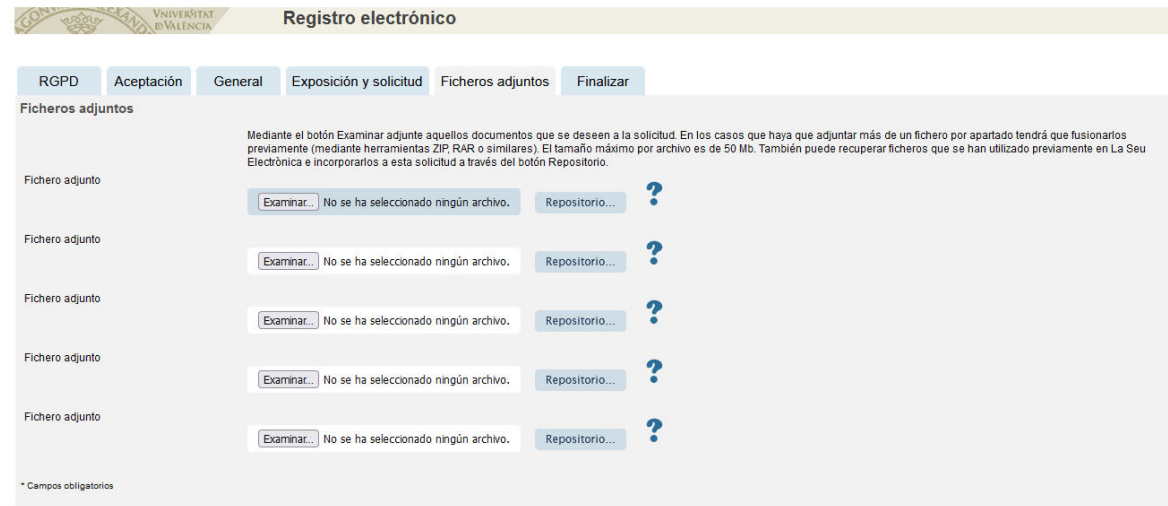 VNIVERSITAT
ID VALÈNCIA
Registro electrónico
RGPD Aceptación General Exposición y solicitud Ficheros adjuntos Finalizar
Ficheros adjuntos
Mediante el botón Examinar adjunte aquellos documentos que se deseen a la solicitud. En los casos que haya que adjuntar más de un fichero por apartado tendrá que fusionarlos
previamente (mediante herramientas ZIP, RAR o similares). El tamaño máximo por archivo es de 50 Mb. También puede recuperar ficheros que se han utilizado previamente en La Seu
Electrònica e incorporarlos a esta solicitud a través del botón Repositorio.
Fichero adjunto
Examinar... No se ha seleccionado ningún archivo. Repositorio... ?
Fichero adjunto
Examinar... No se ha seleccionado ningún archivo. Repositorio... ?
Fichero adjunto
Examinar... No se ha seleccionado ningún archivo. Repositorio... ?
Fichero adjunto
Examinar... No se ha seleccionado ningún archivo. Repositorio... ?
Fichero adjunto
Examinar... No se ha seleccionado ningún archivo. Repositorio... ?
* Campos obligatorios